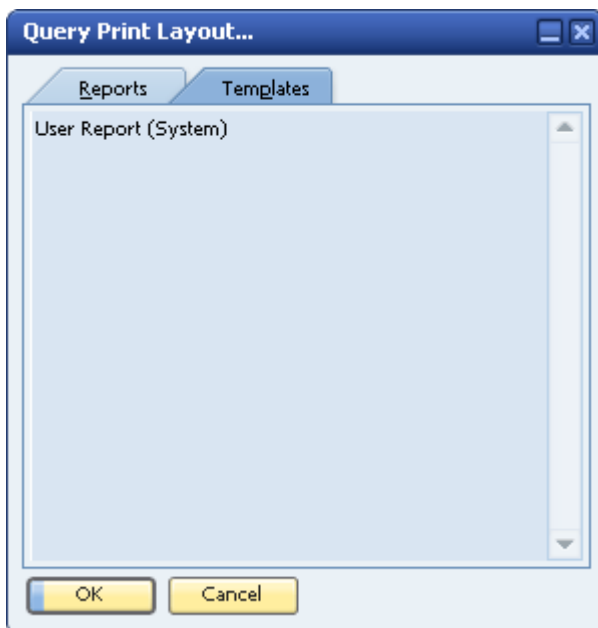 Query Print Layout...
Reports Templates
User Report (System)
OK Cancel